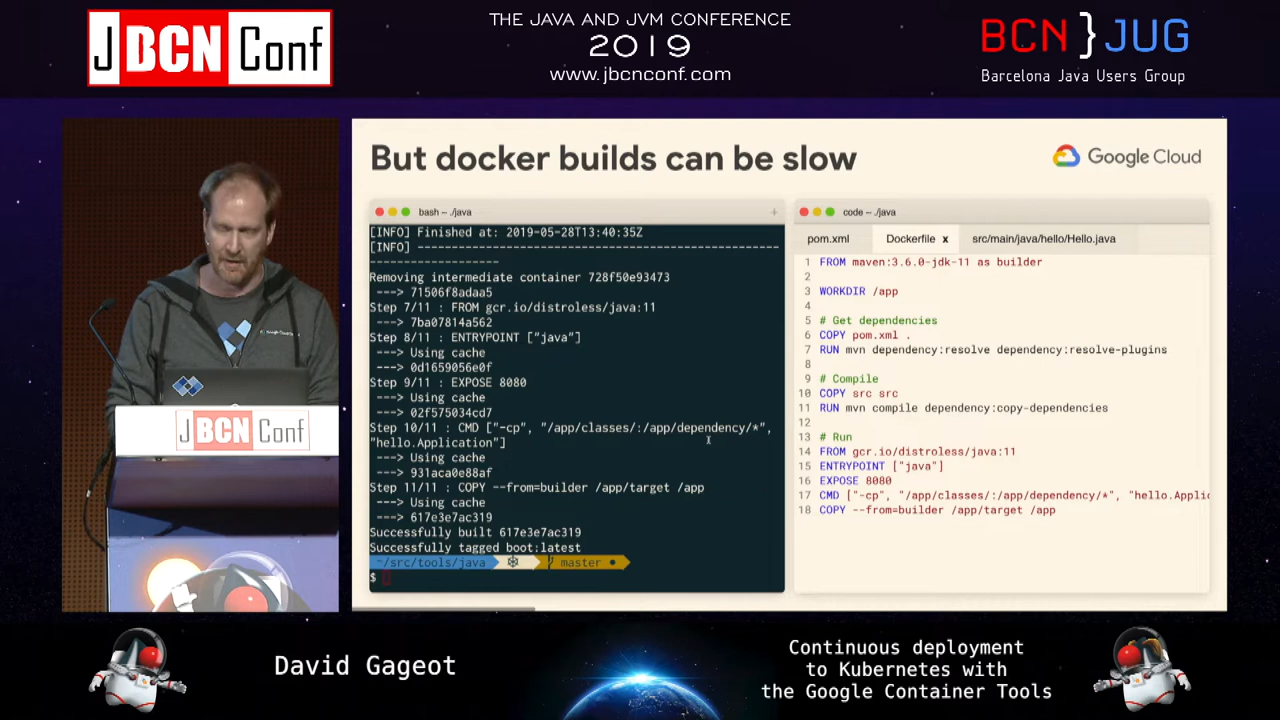 JBCNConf
THE JAVA AND JVM CONFERENCE
2019
www.jbcnconf.com
BCN}JUG
Barcelona Java Users Group
But docker builds can be slow
Google Cloud
bash ~ ./java
+
[INFO] Finished at: 2019-05-28T13:40:35Z
[INFO] -------------------------------------------------
------------------
Removing intermediate container 728f50e93473
---> 71506f8adaa5
Step 7/11 : FROM gcr.io/distroless/java:11
---> 7ba07814a562
Step 8/11 : ENTRYPOINT ["java"]
---> Using cache
---> 0d1659056e0f
Step 9/11 : EXPOSE 8080
---> Using cache
---> 02f575034cd7
Step 10/11 : CMD ["-cp", "/app/classes/:/app/dependency/*",
"hello.Application"]
---> Using cache
---> 931aca0e88af
Step 11/11 : COPY --from=builder /app/target /app
---> Using cache
---> 617e3e7ac319
Successfully built 617e3e7ac319
Successfully tagged boot:latest
~/src/tools/java master
$
code ~ ./java
pom.xml Dockerfile x src/main/java/hello/Hello.java
1 FROM maven:3.6.0-jdk-11 as builder
2
3 WORKDIR /app
4
5 # Get dependencies
6 COPY pom.xml .
7 RUN mvn dependency:resolve dependency:resolve-plugins
8
9 # Compile
10 COPY src src
11 RUN mvn compile dependency:copy-dependencies
12
13 # Run
14 FROM gcr.io/distroless/java:11
15 ENTRYPOINT ["java"]
16 EXPOSE 8080
17 CMD ["-cp", "/app/classes/:/app/dependency/*", "hello.Applic
18 COPY --from=builder /app/target /app
JBCNConf
David Gageot
Continuous deployment
to Kubernetes with
the Google Container Tools